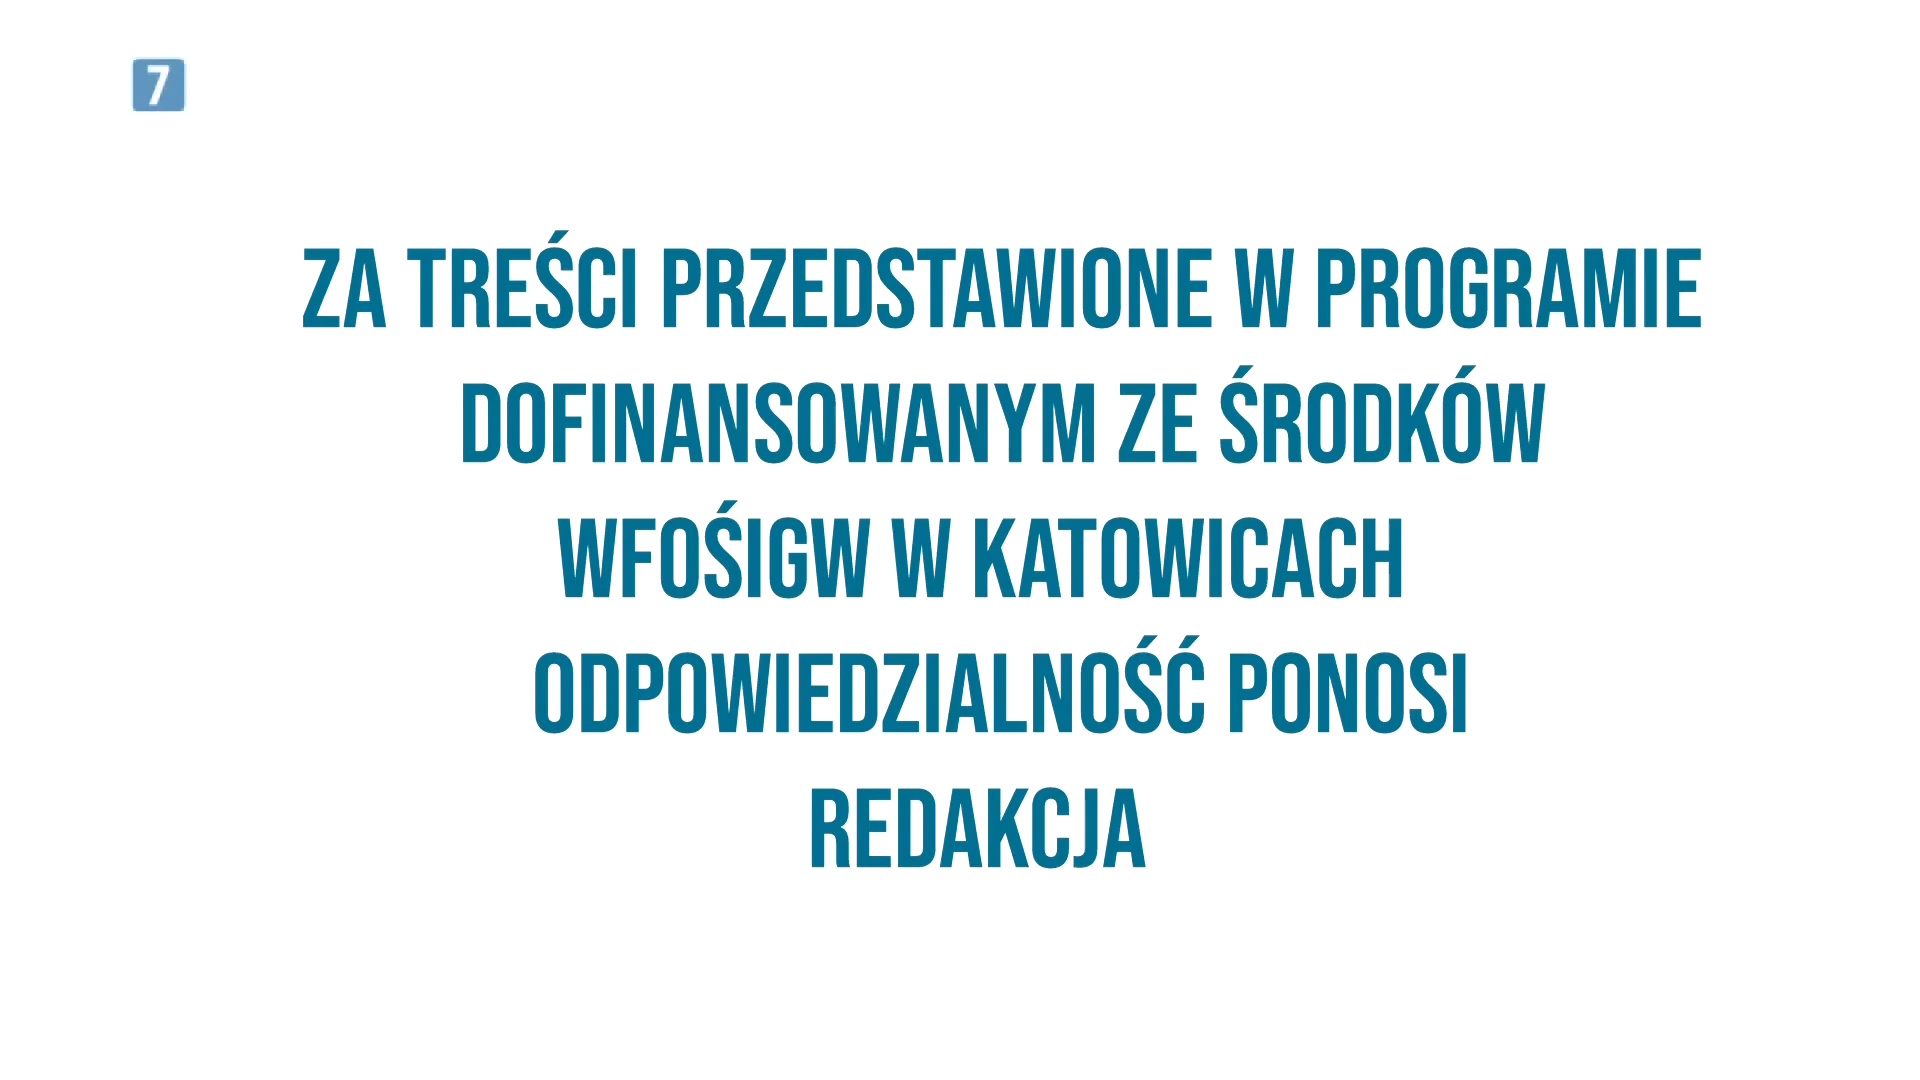 7
ZA TREŚCI PRZEDSTAWIONE W PROGRAMIE
DOFINANSOWANYM ZE ŚRODKÓW
WFOŚIGW W KATOWICACH
ODPOWIEDZIALNOŚĆ PONOSI
REDAKCJA